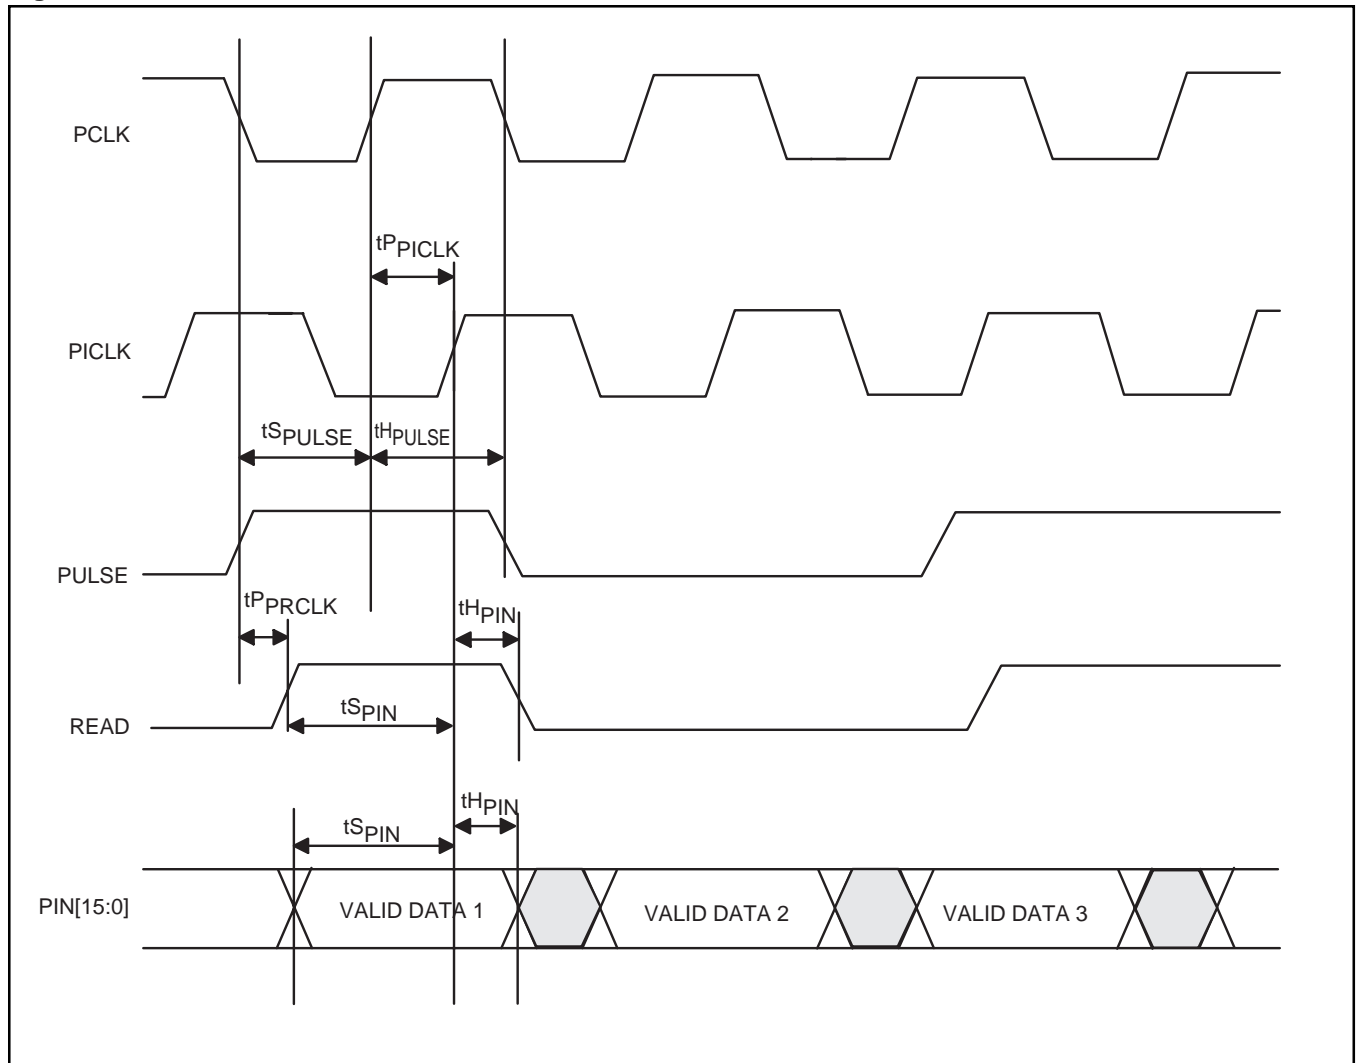 PCLK
tPPICLK
PICLK
tSPULSE tHPULSE
PULSE
tPPRCLK tHPIN
READ
tSPIN
tHPIN
tSPIN
PIN[15:0]
VALID DATA 1 VALID DATA 2 VALID DATA 3